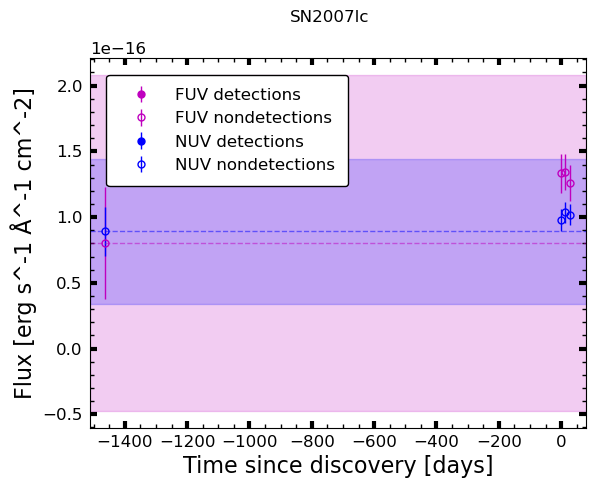 SN2007lc
1e−16
2.0
1.5
1.0
0.5
0.0
−0.5
Flux [erg s^-1 Å^-1 cm^-2]
FUV detections
FUV nondetections
NUV detections
NUV nondetections
−1400 −1200 −1000 −800 −600 −400 −200 0
Time since discovery [days]